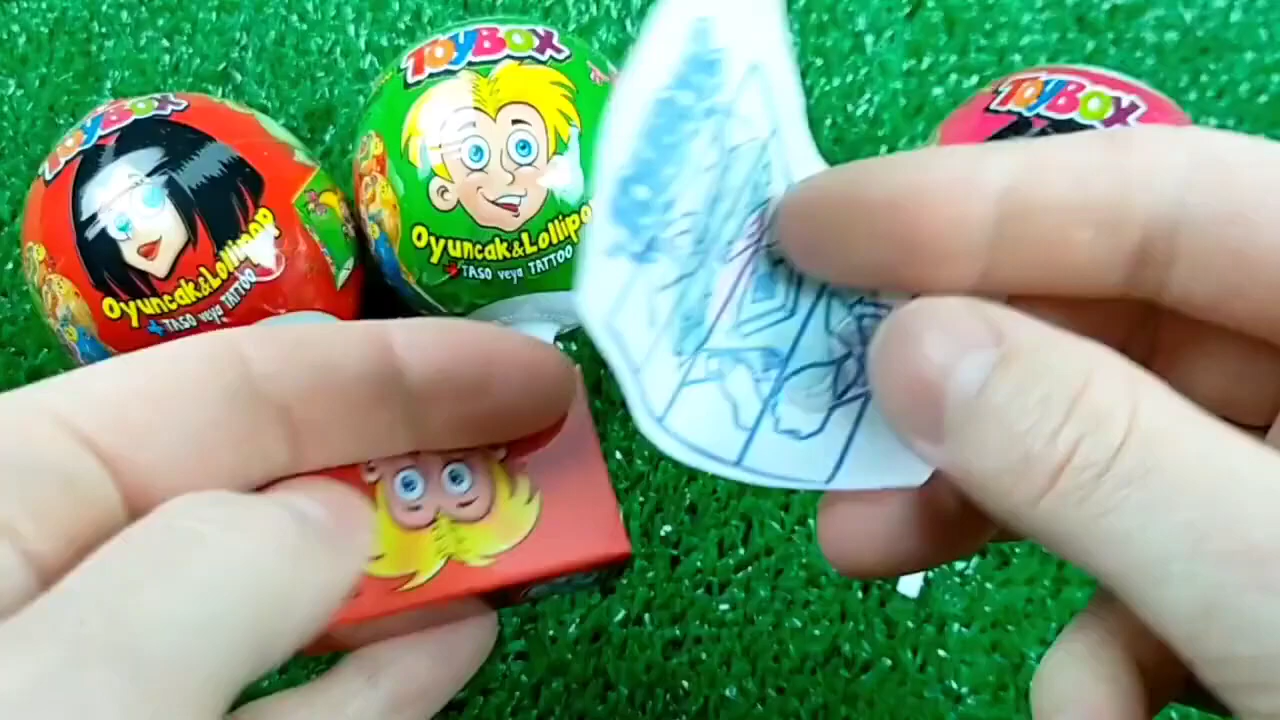 TOYBOX
Oyuncak&Lollipop
+ TASO veya TATTOO
TOYBOX
Oyuncak&Lollipo
+ TASO veya TATTOO
TOYBOX